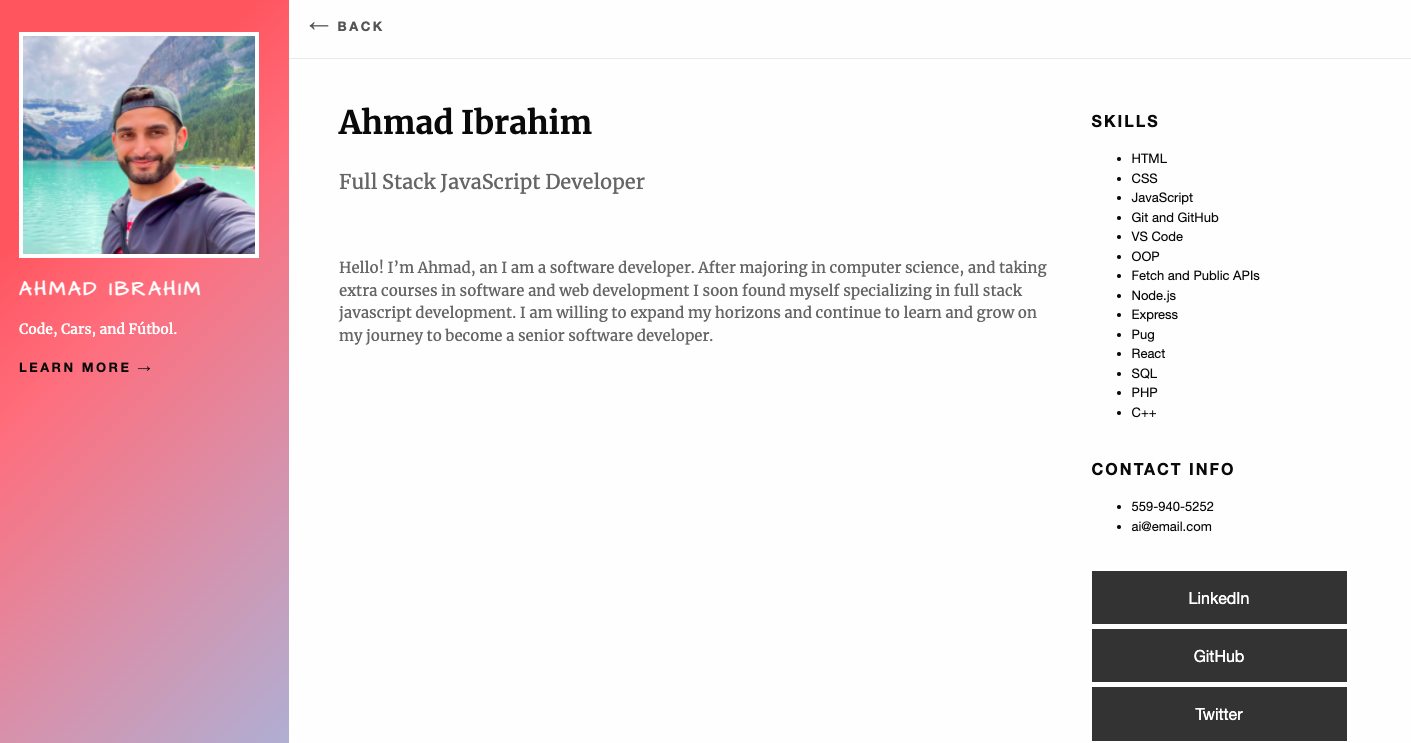 ← BACK
AHMAD IBRAHIM
Code, Cars, and Fútbol.
LEARN MORE →
Ahmad Ibrahim
Full Stack JavaScript Developer
Hello! I’m Ahmad, an I am a software developer. After majoring in computer science, and taking
extra courses in software and web development I soon found myself specializing in full stack
javascript development. I am willing to expand my horizons and continue to learn and grow on
my journey to become a senior software developer.
SKILLS
• HTML
• CSS
• JavaScript
• Git and GitHub
• VS Code
• OOP
• Fetch and Public APIs
• Node.js
• Express
• Pug
• React
• SQL
• PHP
• C++
CONTACT INFO
• 559-940-5252
• ai@email.com
LinkedIn
GitHub
Twitter